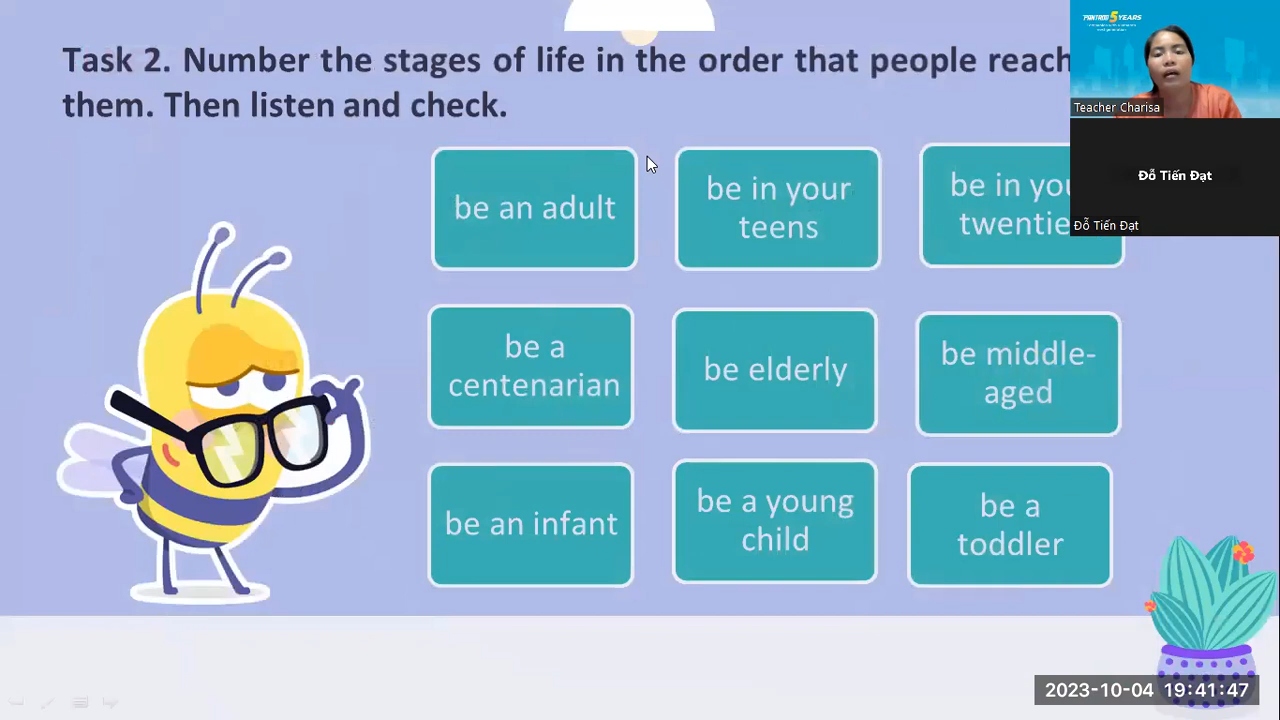 Task 2. Number the stages of life in the order that people reach
them. Then listen and check.
be an adult
be in your
teens
be in you
twentie
be a
centenarian
be elderly
be middle-
aged
be an infant
be a young
child
be a
toddler
5 YEARS
Teacher Charisa
Đỗ Tiến Đạt
Đỗ Tiến Đạt
2023-10-04 19:41:47